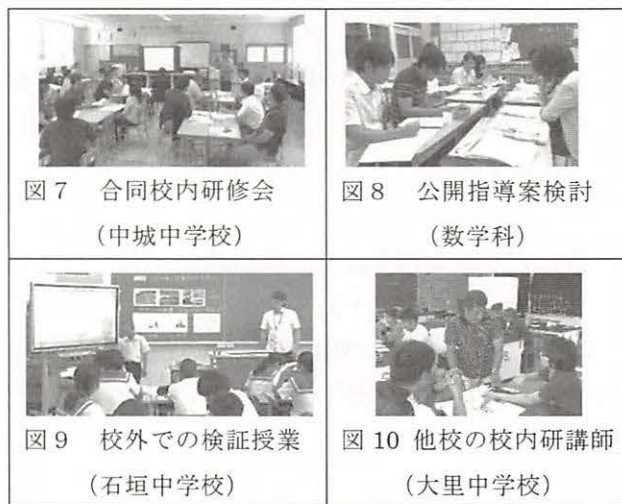 図7 合同校内研修会
(中城中学校)
図8 公開指導案検討
(数学科)
図9 校外での検証授業
(石垣中学校)
図10 他校の校内研講師
(大里中学校)